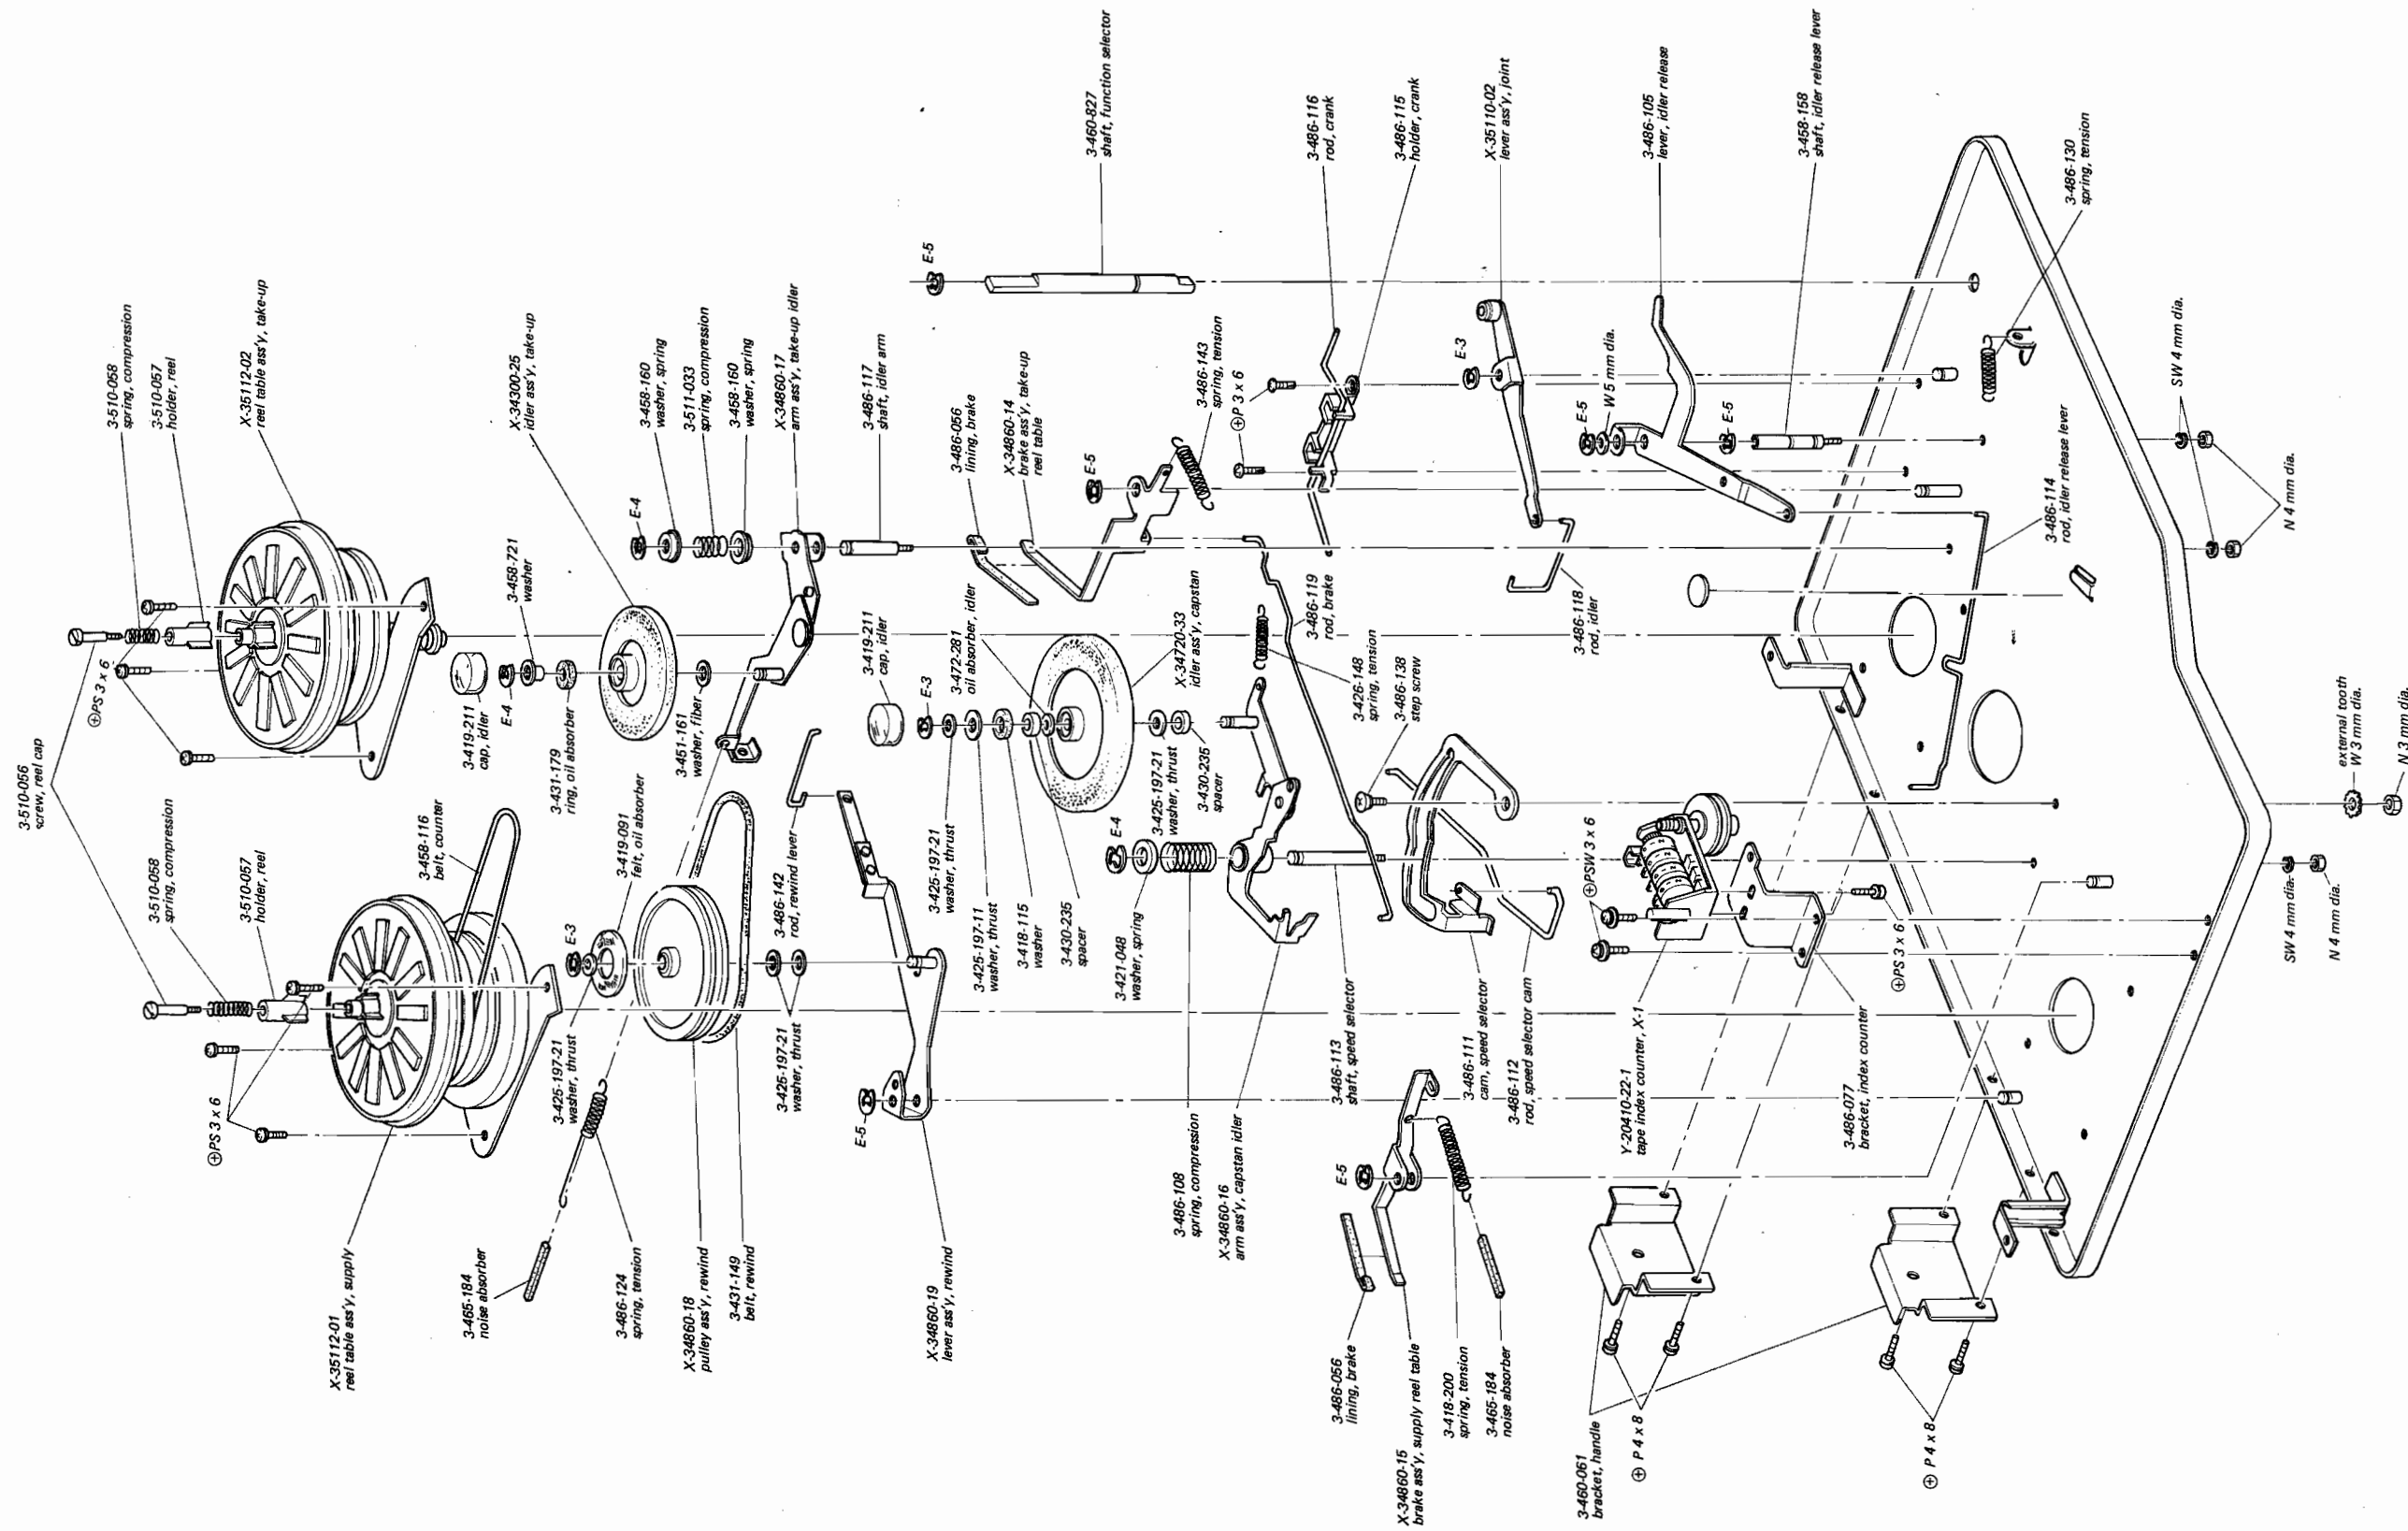 3-510-056
screw, reel cap
3-510-058
spring, compression
3-510-057
holder, reel
X-35112-02
reel table ass'y, take-up
⊕PS 3 x 6
3-419-211
cap, idler
E-4
3-458-721
washer
3-431-179
ring, oil absorber
X-34300-25
idler ass'y, take-up
3-451-161
washer, fiber
E-4
3-458-160
washer, spring
3-511-033
spring, compression
3-458-160
washer, spring
X-34860-17
arm ass'y, take-up idler
3-486-117
shaft, idler arm
3-486-056
lining, brake
X-34860-14
brake ass'y, take-up
reel table
E-5
3-486-143
spring, tension
E-5
3-460-827
shaft, function selector
⊕P 3 x 6
3-486-116
rod, crank
3-486-115
holder, crank
E-3
X-35110-02
lever ass'y, joint
E-5
W 5 mm dia.
3-486-105
lever, idler release
E-5
3-458-158
shaft, idler release lever
3-486-130
spring, tension
3-486-114
rod, idler release lever
SW 4 mm dia.
N 4 mm dia.
3-510-058
spring, compression
3-510-057
holder, reel
3-458-116
belt, counter
⊕PS 3 x 6
X-35112-01
reel table ass'y, supply
3-465-184
noise absorber
3-425-197-21
washer, thrust
E-3
3-419-091
felt, oil absorber
3-486-124
spring, tension
X-34860-18
pulley ass'y, rewind
3-431-149
belt, rewind
3-425-197-21
washer, thrust
3-486-142
rod, rewind lever
E-5
X-34860-19
lever ass'y, rewind
3-419-211
cap, idler
E-3
3-425-197-21
washer, thrust
3-472-281
oil absorber, idler
3-425-197-11
washer, thrust
3-418-115
washer
3-430-235
spacer
X-34720-33
idler ass'y, capstan
3-425-197-21
washer, thrust
3-430-235
spacer
E-4
3-421-048
washer, spring
3-486-108
spring, compression
X-34860-16
arm ass'y, capstan idler
3-486-119
rod, brake
3-426-148
spring, tension
3-486-138
step screw
3-486-118
rod, idler
3-486-113
shaft, speed selector
3-486-111
cam, speed selector
3-486-112
rod, speed selector cam
E-5
3-486-056
lining, brake
X-34860-15
brake ass'y, supply reel table
3-418-200
spring, tension
3-465-184
noise absorber
⊕PSW 3 x 6
Y-20410-22-1
tape index counter, X-1
3-486-077
bracket, index counter
⊕PS 3 x 6
3-460-061
bracket, handle
⊕ P 4 x 8
⊕ P 4 x 8
external tooth
W 3 mm dia.
N 3 mm dia.
SW 4 mm dia.
N 4 mm dia.